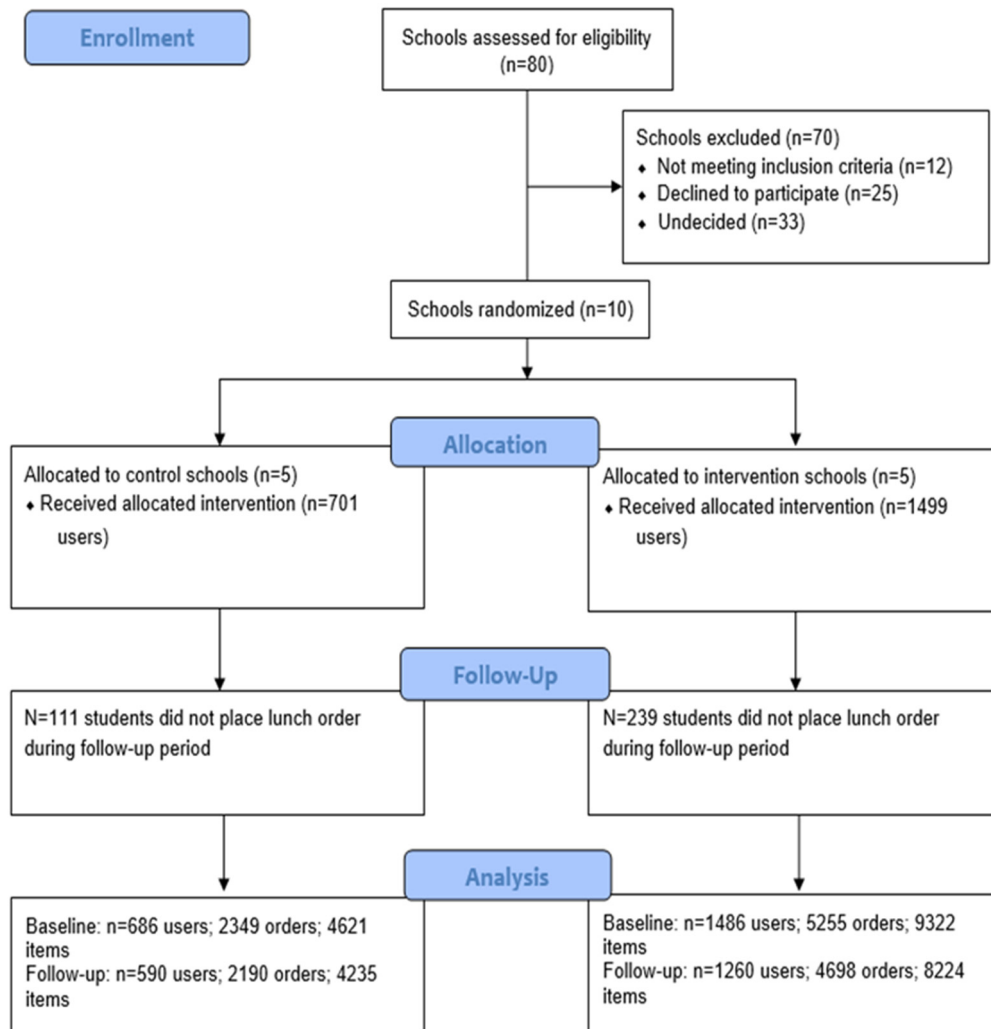 Enrollment
Schools assessed for eligibility
(n=80)
Schools excluded (n=70)
♦ Not meeting inclusion criteria (n=12)
♦ Declined to participate (n=25)
♦ Undecided (n=33)
Schools randomized (n=10)
Allocation
Allocated to control schools (n=5)
♦ Received allocated intervention (n=701
users)
Allocated to intervention schools (n=5)
♦ Received allocated intervention (n=1499
users)
Follow-Up
N=111 students did not place lunch order
during follow-up period
N=239 students did not place lunch order
during follow-up period
Analysis
Baseline: n=686 users; 2349 orders; 4621
items
Follow-up: n=590 users; 2190 orders; 4235
items
Baseline: n=1486 users; 5255 orders; 9322
items
Follow-up: n=1260 users; 4698 orders; 8224
items